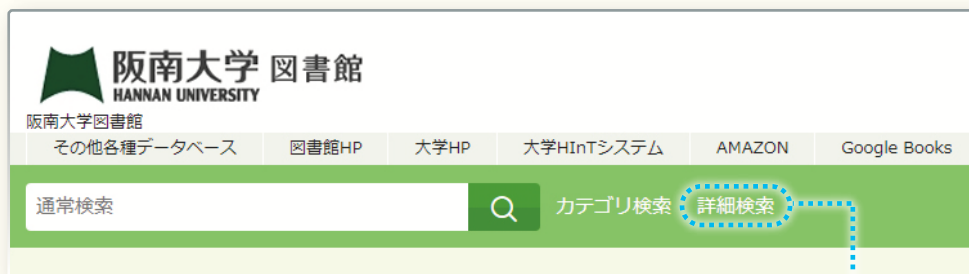 阪南大学 図書館
HANNAN UNIVERSITY
阪南大学図書館
その他各種データベース 図書館HP 大学HP 大学HInTシステム AMAZON Google Books
通常検索 カテゴリ検索 詳細検索